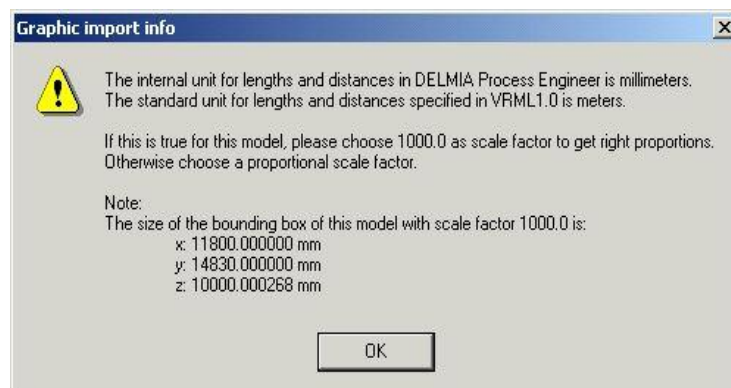 Graphic import info
The internal unit for lengths and distances in DELMIA Process Engineer is millimeters.
The standard unit for lengths and distances specified in VRML1.0 is meters.
If this is true for this model, please choose 1000.0 as scale factor to get right proportions.
Otherwise choose a proportional scale factor.
Note:
The size of the bounding box of this model with scale factor 1000.0 is:
x: 11800.000000 mm
y: 14830.000000 mm
z: 10000.000268 mm
OK